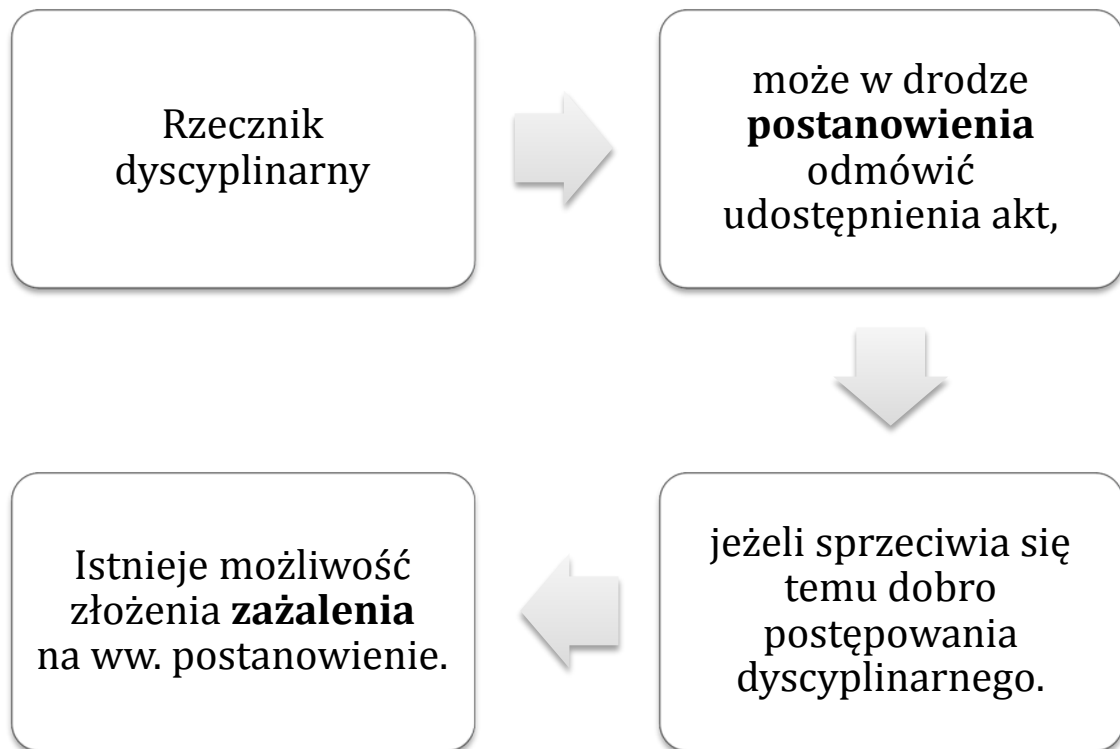 Rzecznik
dyscyplinarny
może w drodze
postanowienia
odmówić
udostępnienia akt,
jeżeli sprzeciwia się
temu dobro
postępowania
dyscyplinarnego.
Istnieje możliwość
złożenia zażalenia
na ww. postanowienie.